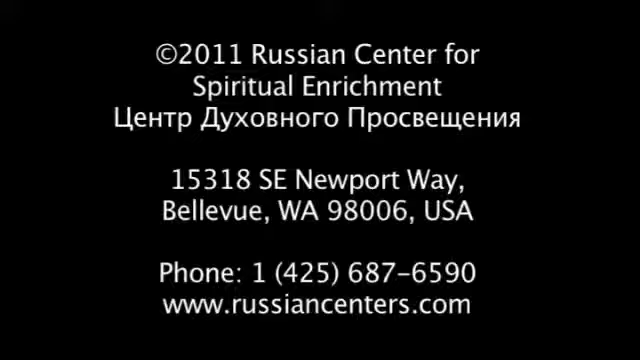 ©2011 Russian Center for
Spiritual Enrichment
Центр Духовного Просвещения
15318 SE Newport Way,
Bellevue, WA 98006, USA
Phone: 1 (425) 687-6590
www.russiancenters.com